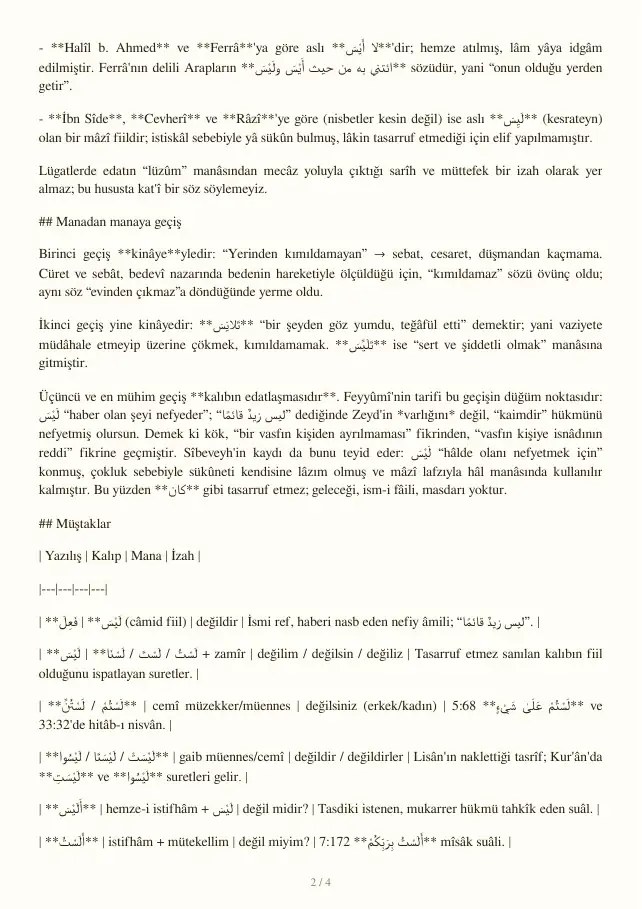 - **Halîl b. Ahmed** ve **Ferrâ**'ya göre aslı **لا أَيْسَ**'dir; hemze atılmış, lâm yâya idgâm
edilmiştir. Ferrâ'nın delili Arapların **ائتني به من حيث أَيْسَ ولَيْسَ** sözüdür, yani “onun olduğu yerden
getir”.
- **İbn Sîde**, **Cevherî** ve **Râzî**'ye göre (nisbetler kesin değil) ise aslı **لَيِسَ** (kesrateyn)
olan bir mâzî fiildir; istiskâl sebebiyle yâ sükûn bulmuş, lâkin tasarruf etmediği için elif yapılmamıştır.
Lügatlerde edatın “lüzûm” manâsından mecâz yoluyla çıktığı sarîh ve müttefek bir izah olarak yer
almaz; bu hususta kat'î bir söz söylemeyiz.
## Manadan manaya geçiş
Birinci geçiş **kinâye**yledir: “Yerinden kımıldamayan” → sebat, cesaret, düşmandan kaçmama.
Cüret ve sebât, bedevî nazarında bedenin hareketiyle ölçüldüğü için, “kımıldamaz” sözü övünç oldu;
aynı söz “evinden çıkmaz”a döndüğünde yerme oldu.
İkinci geçiş yine kinâyedir: **تَلايَسَ** “bir şeyden göz yumdu, teğâfül etti” demektir; yani vaziyete
müdâhale etmeyip üzerine çökmek, kımıldamamak. **تَلَيَّسَ** ise “sert ve şiddetli olmak” manâsına
gitmiştir.
Üçüncü ve en mühim geçiş **kalıbın edatlaşmasıdır**. Feyyûmî'nin tarifi bu geçişin düğüm noktasıdır:
لَيْسَ “haber olan şeyi nefyeder”; “ليس زيدٌ قائمًا” dediğinde Zeyd'in *varlığını* değil, “kaimdir” hükmünü
nefyetmiş olursun. Demek ki kök, “bir vasfın kişiden ayrılmaması” fikrinden, “vasfın kişiye isnâdının
reddi” fikrine geçmiştir. Sîbeveyh'in kaydı da bunu teyid eder: لَيْسَ “hâlde olanı nefyetmek için”
konmuş, çokluk sebebiyle sükûneti kendisine lâzım olmuş ve mâzî lafzıyla hâl manâsında kullanılır
kalmıştır. Bu yüzden **كان** gibi tasarruf etmez; geleceği, ism-i fâili, masdarı yoktur.
## Müştaklar
| Yazılış | Kalıp | Mana | İzah |
|---|---|---|---|
| **لَيْسَ** | **فَعِلَ (câmid fiil) | değildir | İsmi ref, haberi nasb eden nefiy âmili; “ليس زيدٌ قائمًا”. |
| **لَسْتُ / لَسْتَ / لَسْنَا** | **لَيْسَ + zamîr | değilim / değilsin / değiliz | Tasarruf etmez sanılan kalıbın fiil
olduğunu ispatlayan suretler. |
| **لَسْتُمْ / لَسْتُنَّ** | cemî müzekker/müennes | değilsiniz (erkek/kadın) | 5:68 **لَسْتُمْ عَلَىٰ شَيْءٍ** ve
33:32'de hitâb-ı nisvân. |
| **لَيْسَتْ / لَيْسَتَا / لَيْسُوا** | gaib müennes/cemî | değildir / değildirler | Lisân'ın naklettiği tasrîf; Kur'ân'da
**لَيْسَتِ** ve **لَيْسُوا** suretleri gelir. |
| **أَلَيْسَ** | hemze-i istifhâm + لَيْسَ | değil midir? | Tasdiki istenen, mukarrer hükmü tahkîk eden suâl. |
| **أَلَسْتُ** | istifhâm + mütekellim | değil miyim? | 7:172 **أَلَسْتُ بِرَبِّكُمْ** mîsâk suâli. |
2 / 4